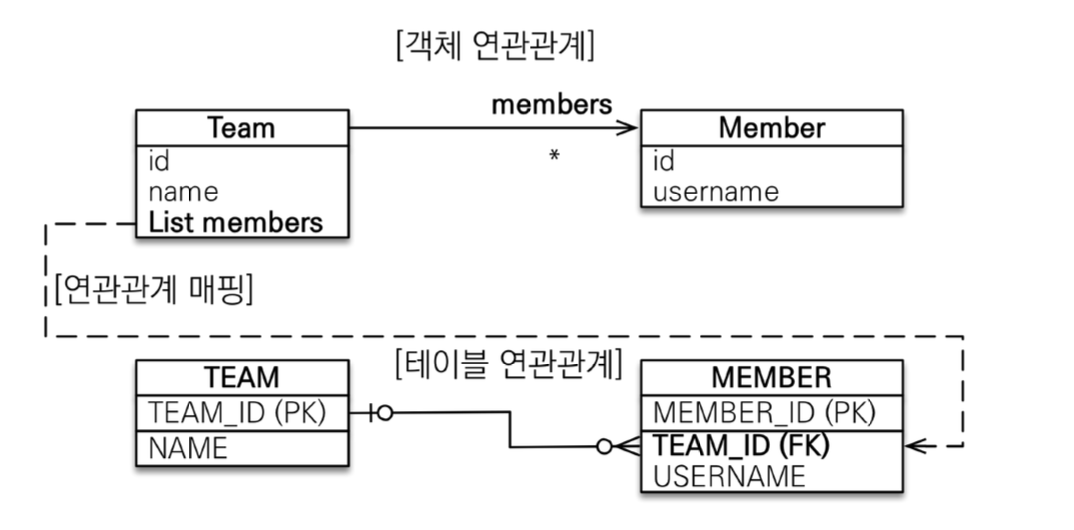 [객체 연관관계]
members
Team
Member
*
id
name
List members
id
username
[연관관계 매핑]
[테이블 연관관계]
TEAM
TEAM_ID (PK)
NAME
MEMBER
MEMBER_ID (PK)
TEAM_ID (FK)
USERNAME